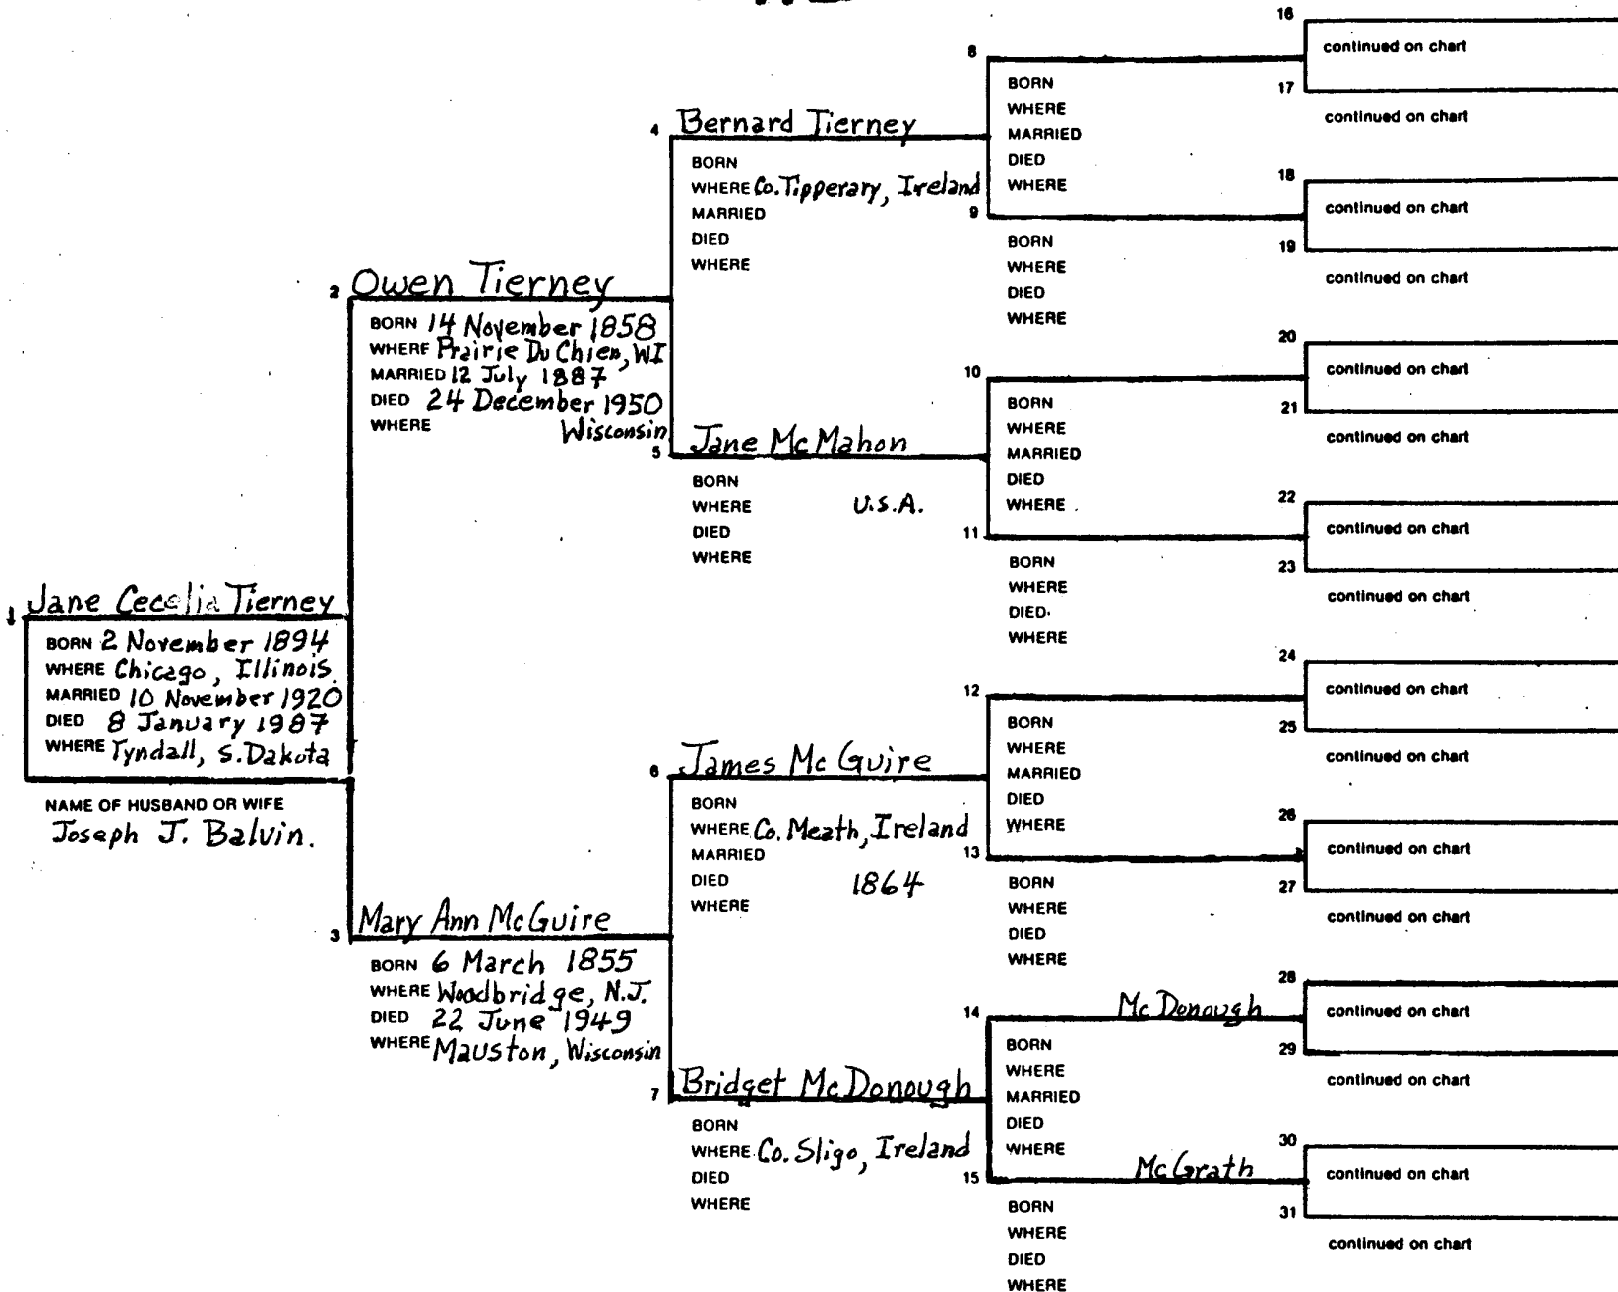 1 Jane Cecelia Tierney
BORN 2 November 1894
WHERE Chicago, Illinois.
MARRIED 10 November 1920
DIED 8 January 1987
WHERE Tyndall, S. Dakota
NAME OF HUSBAND OR WIFE
Joseph J. Balvin.
2 Owen Tierney
BORN 14 November 1858
WHERE Prairie Du Chien, WI
MARRIED 12 July 1887
DIED 24 December 1950
WHERE Wisconsin
3 Mary Ann McGuire
BORN 6 March 1855
WHERE Woodbridge, N.J.
DIED 22 June 1949
WHERE Mauston, Wisconsin
4 Bernard Tierney
BORN
WHERE Co. Tipperary, Ireland
MARRIED
DIED
WHERE
5 Jane McMahon
BORN
WHERE U.S.A.
DIED
WHERE
6 James McGuire
BORN
WHERE Co. Meath, Ireland
MARRIED
DIED 1864
WHERE
7 Bridget McDonough
BORN
WHERE Co. Sligo, Ireland
DIED
WHERE
8
BORN
WHERE
MARRIED
DIED
WHERE
9
BORN
WHERE
DIED
WHERE
10
BORN
WHERE
MARRIED
DIED
WHERE
11
BORN
WHERE
DIED
WHERE
12
BORN
WHERE
MARRIED
DIED
WHERE
13
BORN
WHERE
DIED
WHERE
14 McDonough
BORN
WHERE
MARRIED
DIED
WHERE
15 McGrath
BORN
WHERE
DIED
WHERE
16
continued on chart
17
continued on chart
18
continued on chart
19
continued on chart
20
continued on chart
21
continued on chart
22
continued on chart
23
continued on chart
24
continued on chart
25
continued on chart
26
continued on chart
27
continued on chart
28
continued on chart
29
continued on chart
30
continued on chart
31
continued on chart